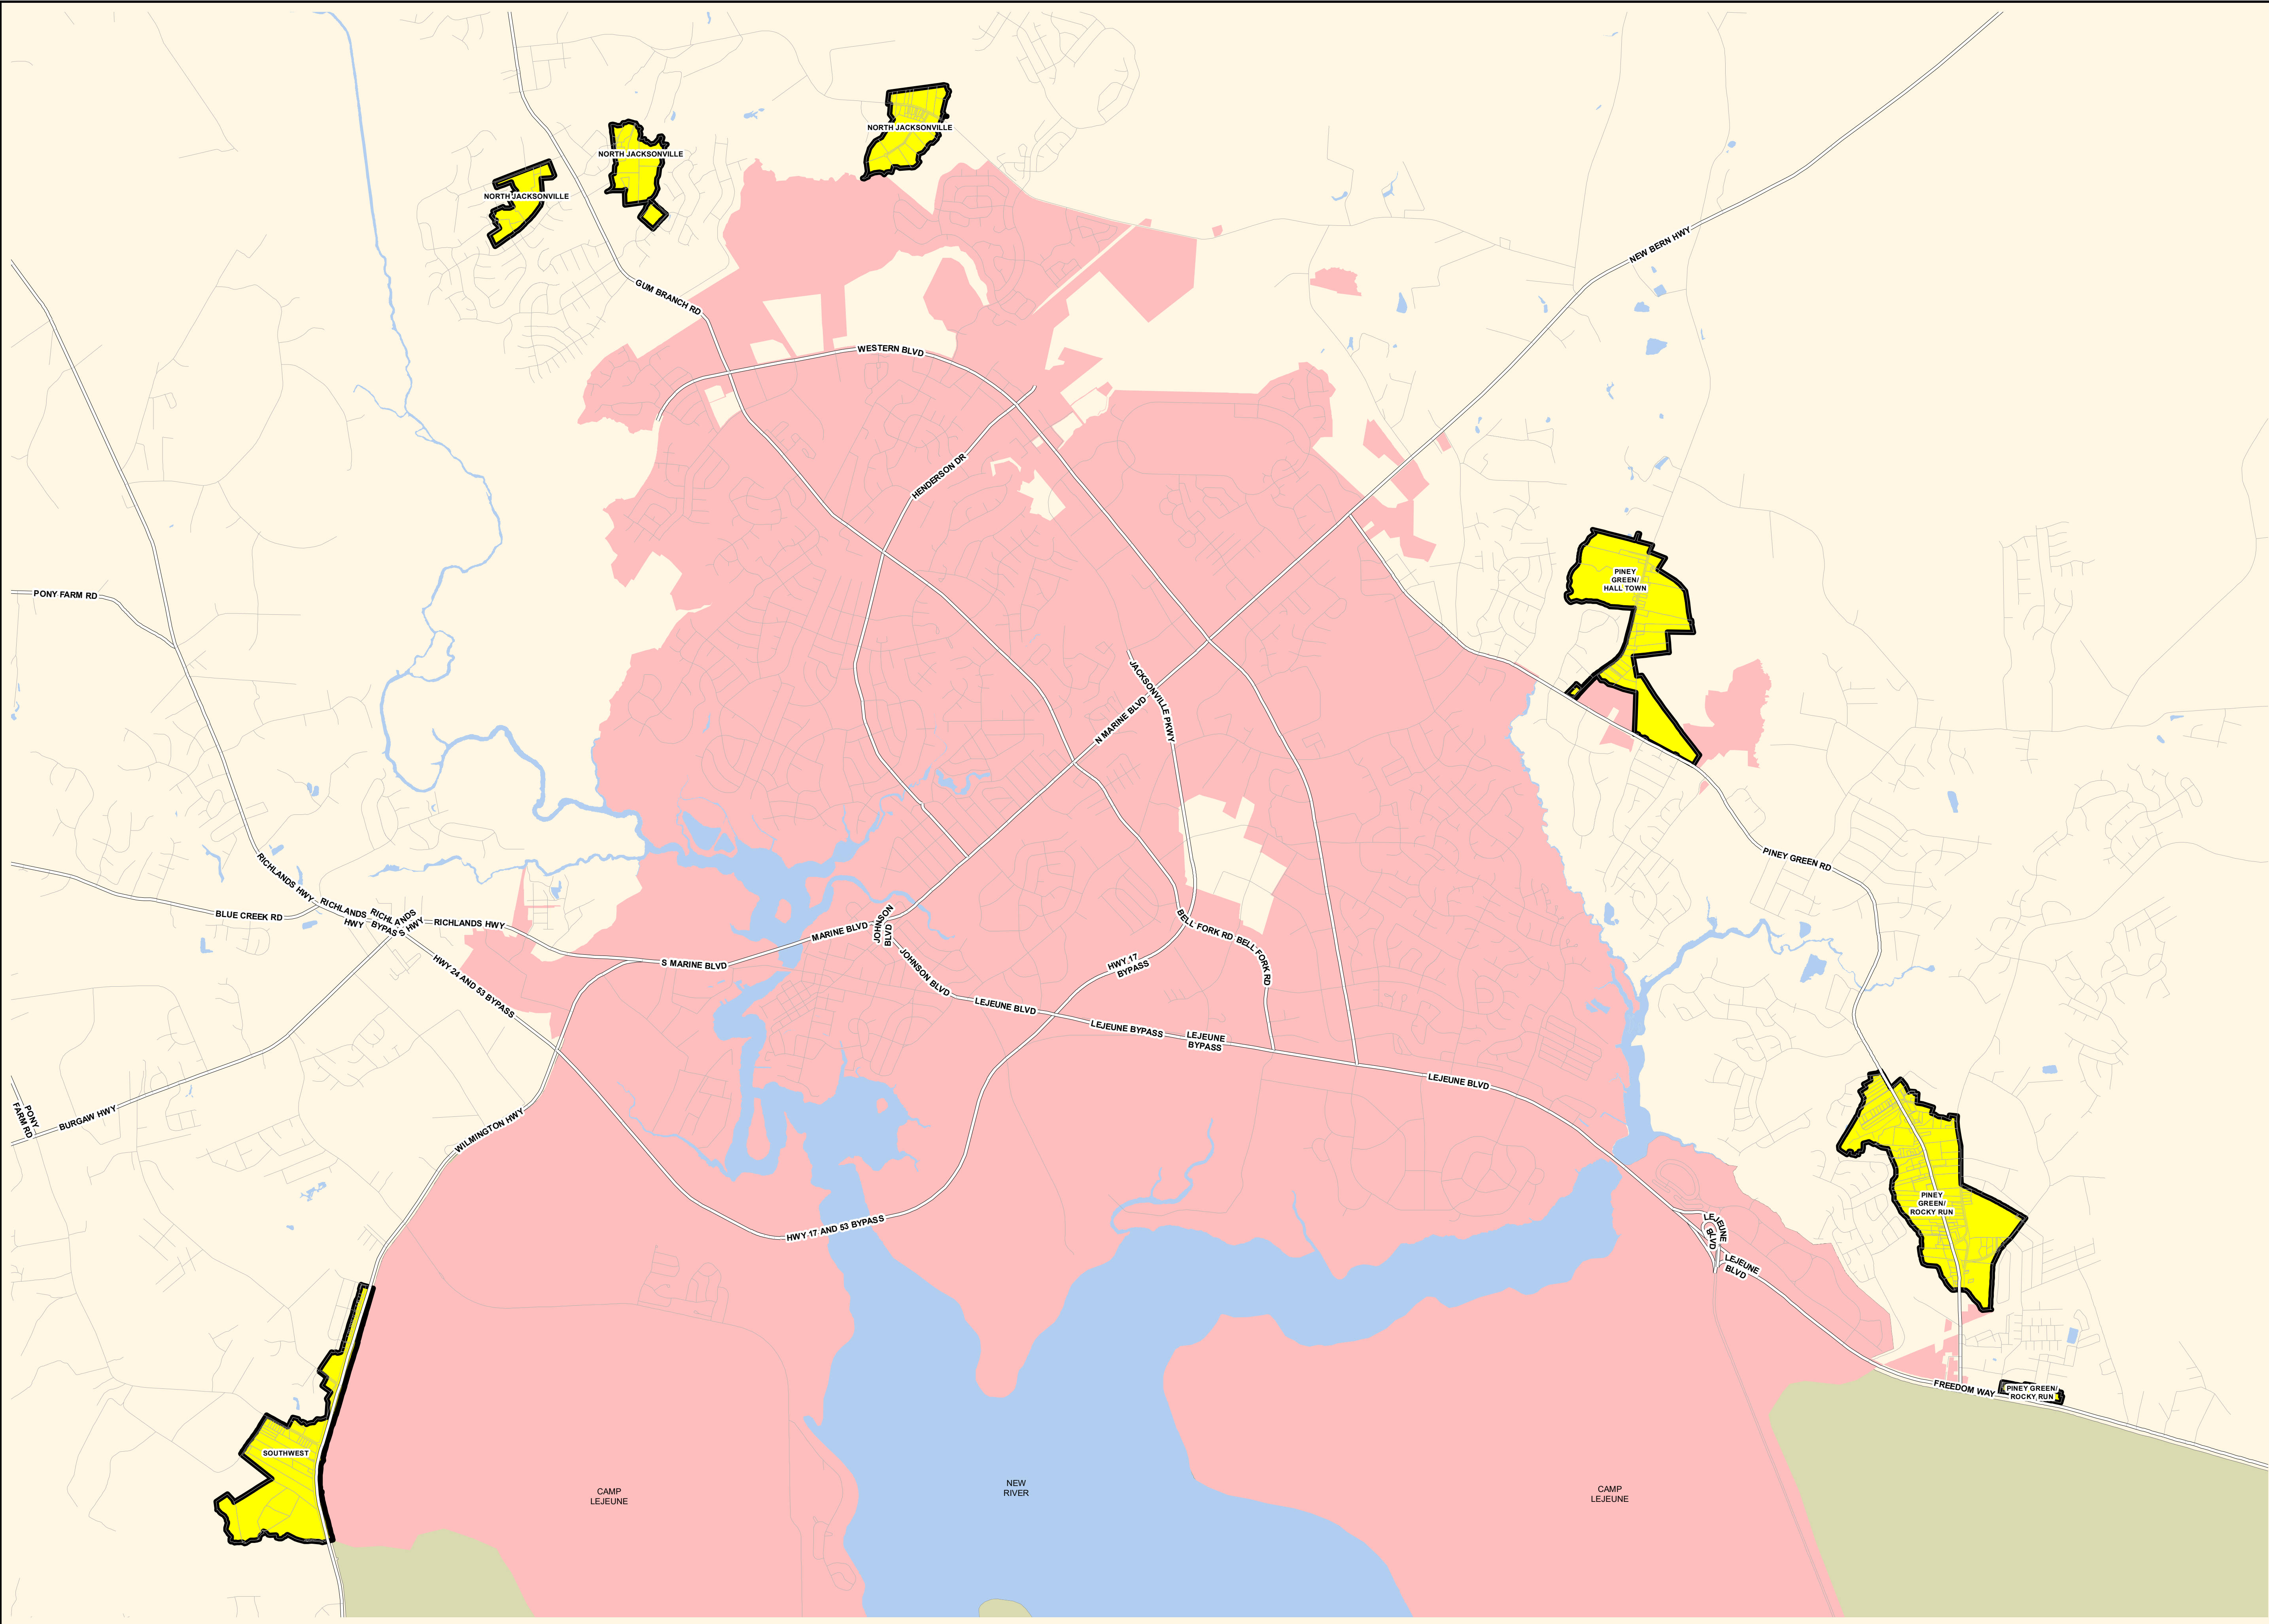 NORTH JACKSONVILLE
NORTH JACKSONVILLE
NORTH JACKSONVILLE
NEW BERN HWY
GUM BRANCH RD
WESTERN BLVD
HENDERSON DR
PINEY
GREEN/
HALL TOWN
PONY FARM RD
JACKSONVILLE PKWY
N MARINE BLVD
PINEY GREEN RD
RICHLANDS HWY
BLUE CREEK RD
RICHLANDS
HWY
RICHLANDS
BYPASS HWY
RICHLANDS HWY
JOHNSON
BLVD
MARINE BLVD
BELL FORK RD
BELL FORK RD
S MARINE BLVD
JOHNSON BLVD
HWY 17
BYPASS
HWY 24 AND 53 BYPASS
LEJEUNE BLVD
LEJEUNE BYPASS
LEJEUNE
BYPASS
LEJEUNE BLVD
PONY
FARM RD
BURGAW HWY
WILMINGTON HWY
PINEY
GREEN/
ROCKY RUN
HWY 17 AND 53 BYPASS
LEJEUNE
BLVD
LEJEUNE
BLVD
FREEDOM WAY
PINEY GREEN/
ROCKY RUN
SOUTHWEST
CAMP
LEJEUNE
NEW
RIVER
CAMP
LEJEUNE